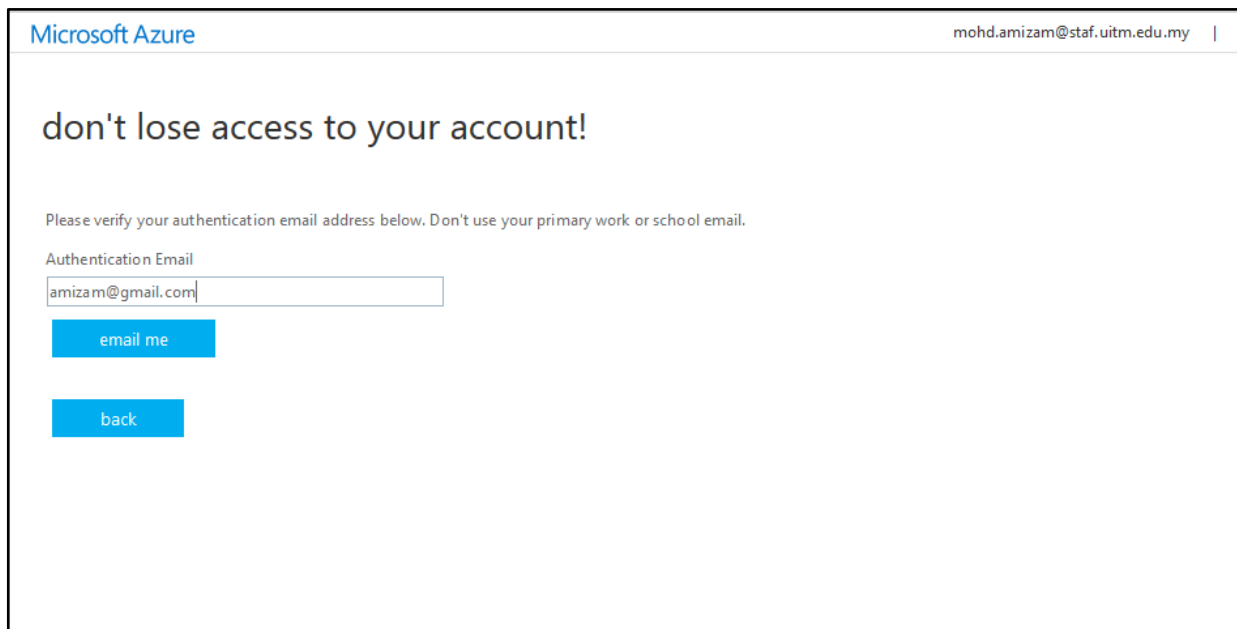 Microsoft Azure
mohd.amizam@staf.uitm.edu.my |
don't lose access to your account!
Please verify your authentication email address below. Don't use your primary work or school email.
Authentication Email
amizam@gmail.com
email me
back